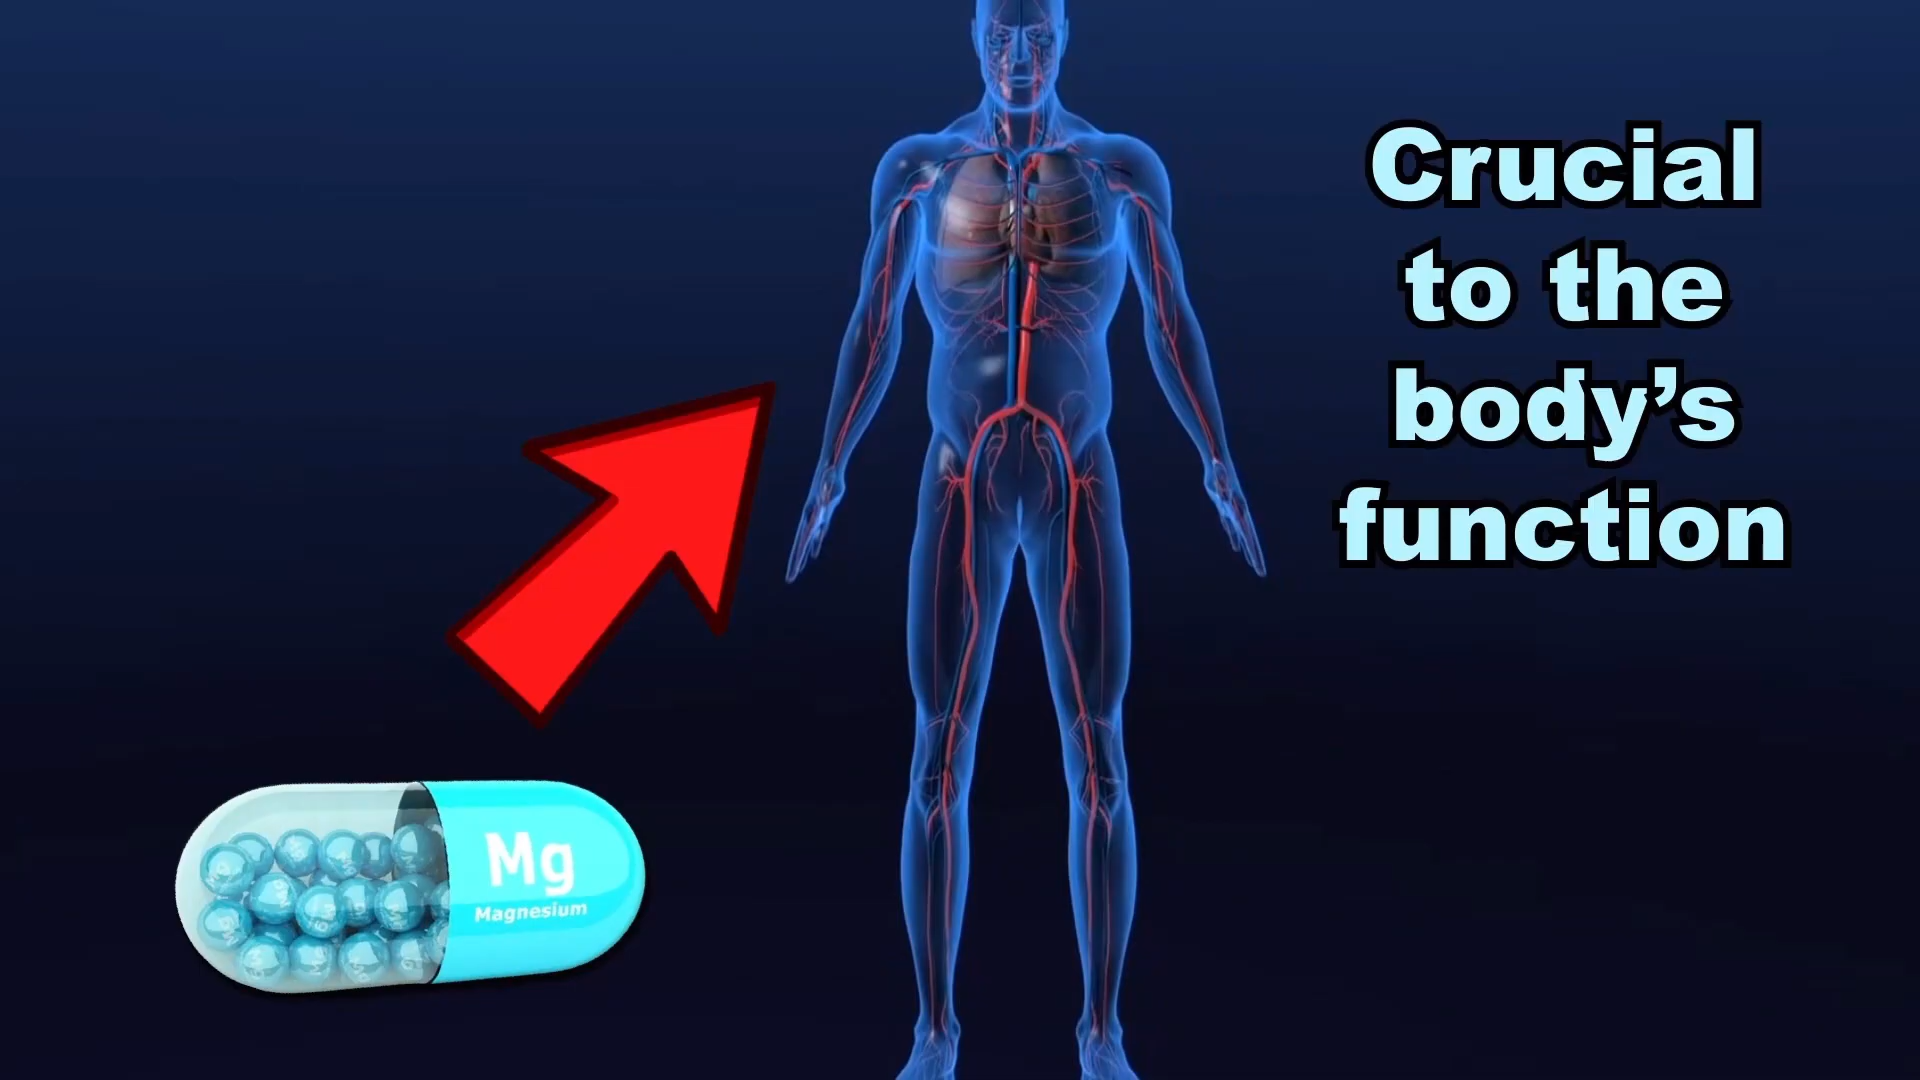 Crucial
to the
body’s
function
Mg
Magnesium